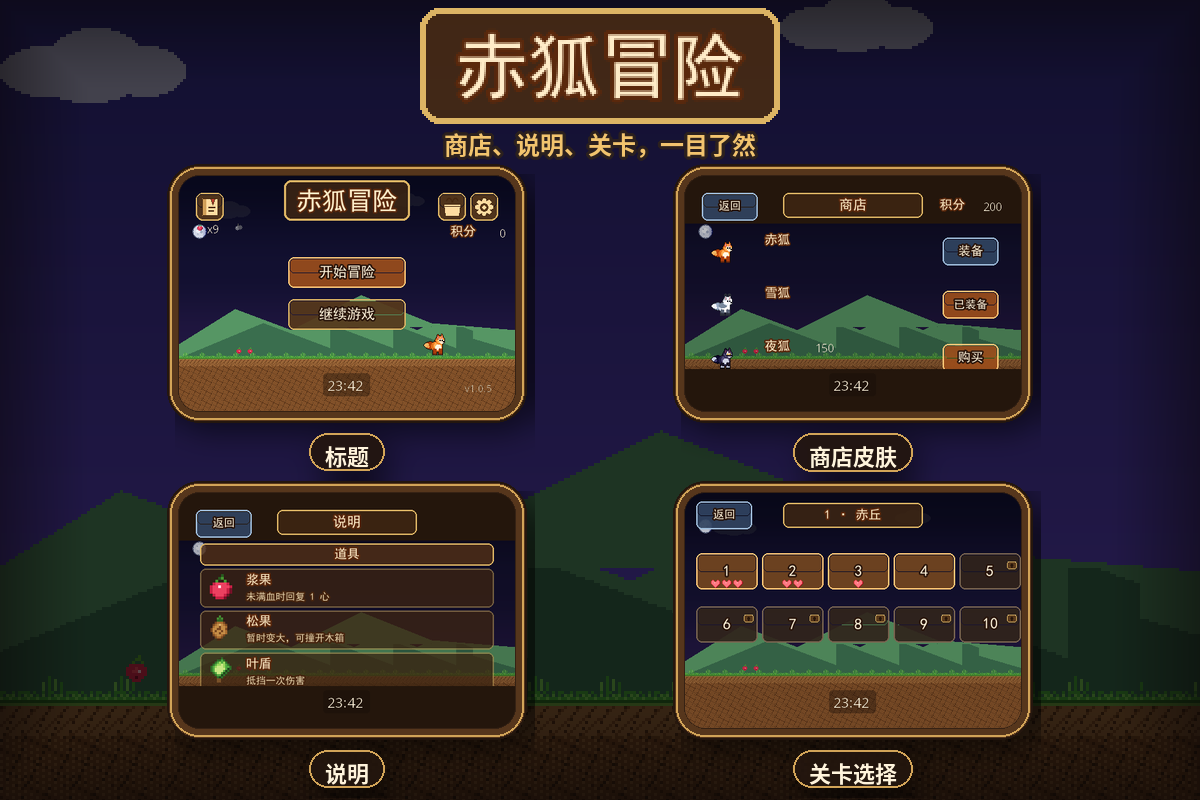 赤狐冒险
商店、说明、关卡，一目了然
赤狐冒险
x9
积分 0
开始冒险
继续游戏
23:42
v1.0.5
标题
返回
商店
积分 200
赤狐
装备
雪狐
已装备
夜狐 150
购买
23:42
商店皮肤
返回
说明
道具
浆果
未满血时回复 1 心
松果
暂时变大，可撞开木箱
叶盾
抵挡一次伤害
23:42
说明
返回
1 · 赤丘
1 2 3 4 5
6 7 8 9 10
23:42
关卡选择